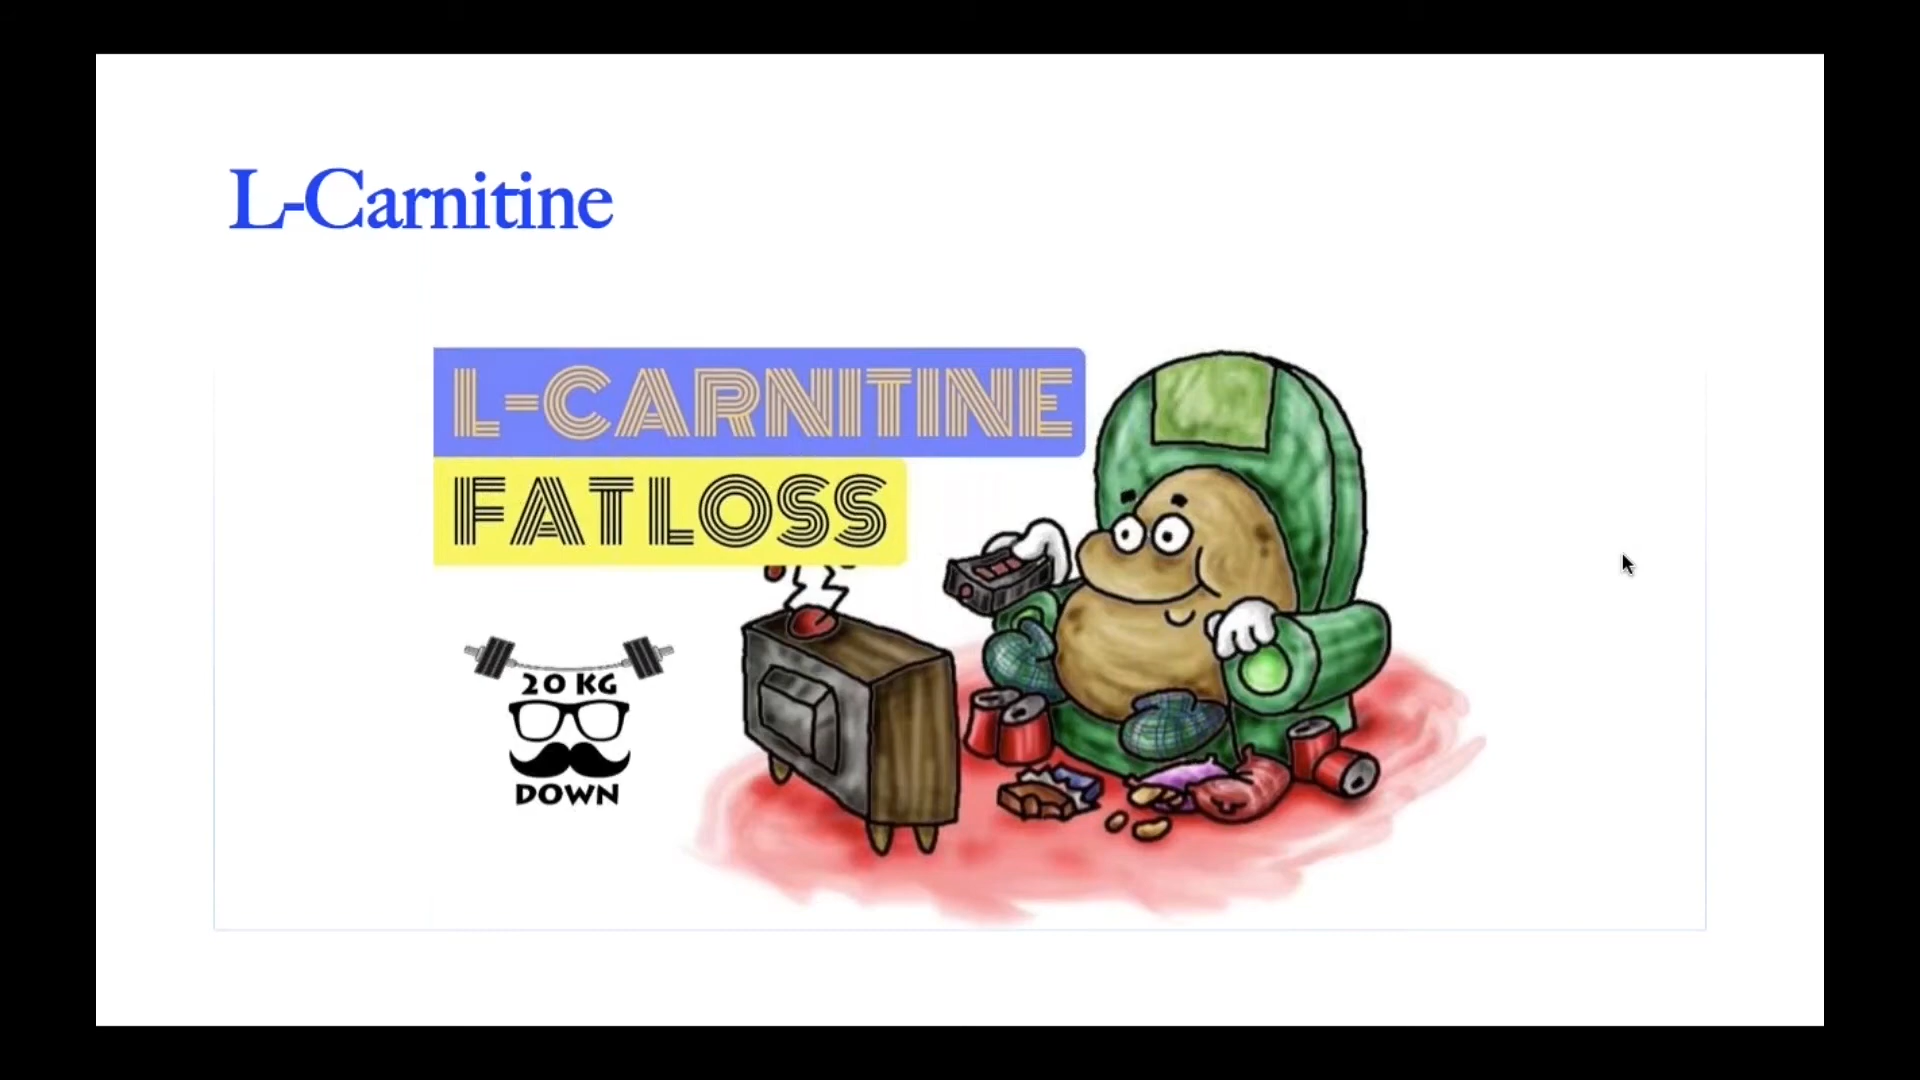 L-Carnitine
L-CARNITINE
FATLOSS
20 KG
DOWN